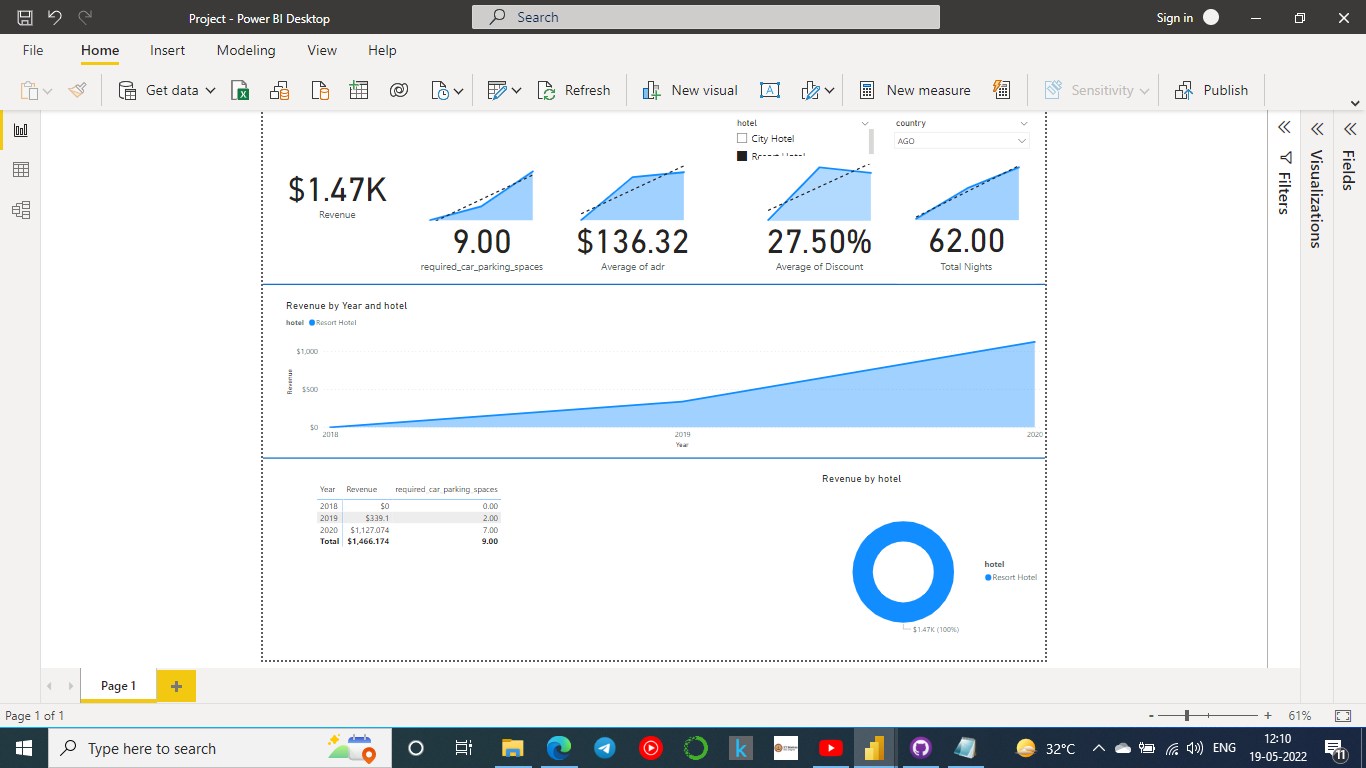 Project - Power BI Desktop
Search
Sign in
File Home Insert Modeling View Help
Get data
Refresh
New visual
A
New measure
Sensitivity
Publish
hotel
City Hotel
country
AGO
$1.47K
Revenue
9.00
required_car_parking_spaces
$136.32
Average of adr
27.50%
Average of Discount
62.00
Total Nights
Filters
Visualizations
Fields
Revenue by Year and hotel
hotel Resort Hotel
Revenue
$1,000
$500
$0
2018 2019 2020
Year
Year Revenue required_car_parking_spaces
2018 $0 0.00
2019 $339.1 2.00
2020 $1,127.074 7.00
Total $1,466.174 9.00
Revenue by hotel
hotel
Resort Hotel
$1.47K (100%)
Page 1
Page 1 of 1
- + 61%
Type here to search
k
32°C
ENG
12:10
19-05-2022
11